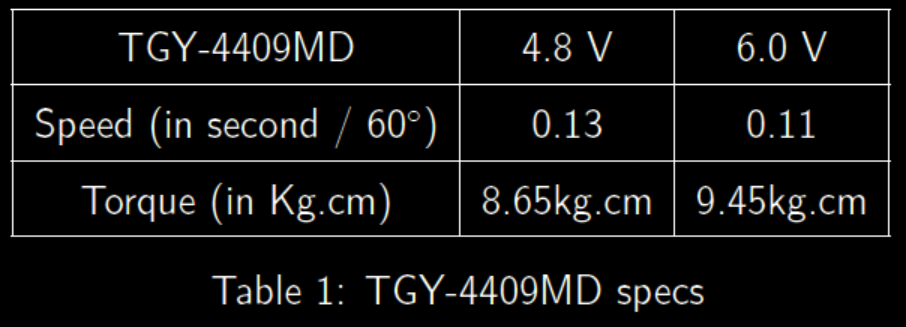 TGY-4409MD 4.8 V 6.0 V
Speed (in second / 60°) 0.13 0.11
Torque (in Kg.cm) 8.65kg.cm 9.45kg.cm
Table 1: TGY-4409MD specs